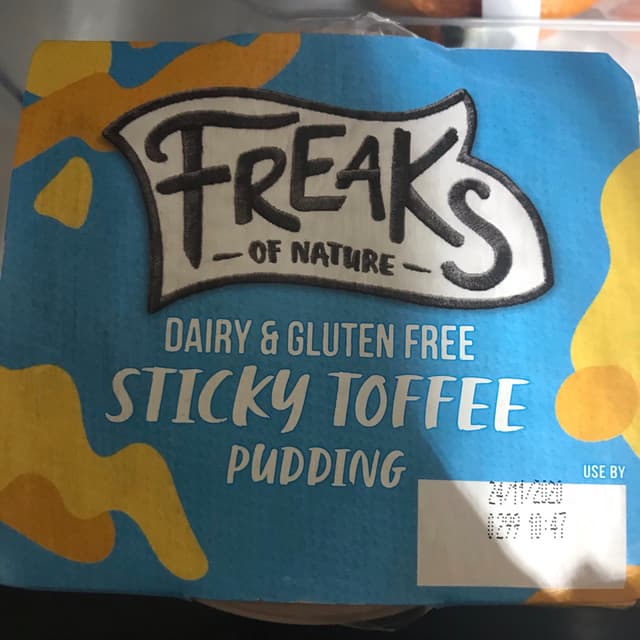 FREAKS
— OF NATURE —
DAIRY & GLUTEN FREE
STICKY TOFFEE
PUDDING
USE BY
24/11/2020
0299 10:47